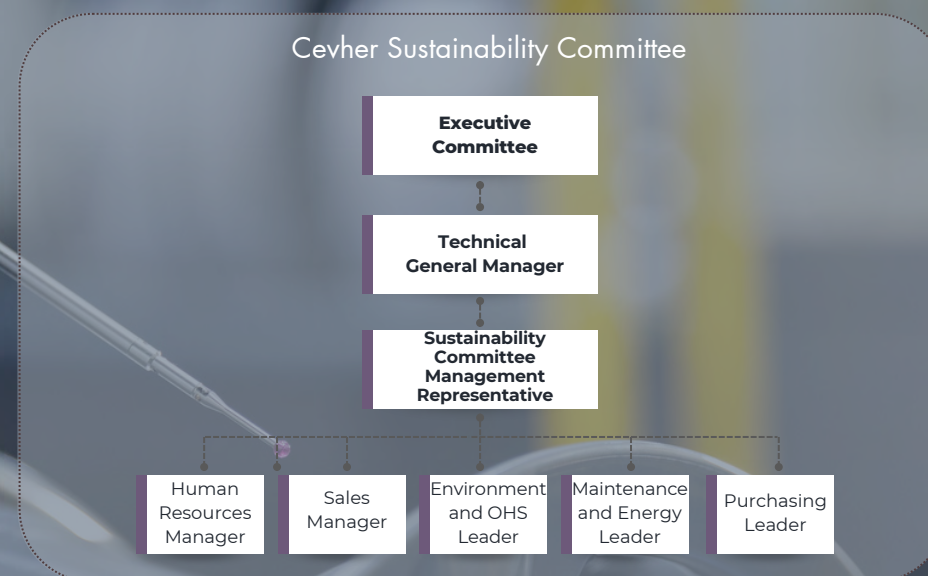 Cevher Sustainability Committee
Executive
Committee
Technical
General Manager
Sustainability
Committee
Management
Representative
Human
Resources
Manager
Sales
Manager
Environment
and OHS
Leader
Maintenance
and Energy
Leader
Purchasing
Leader